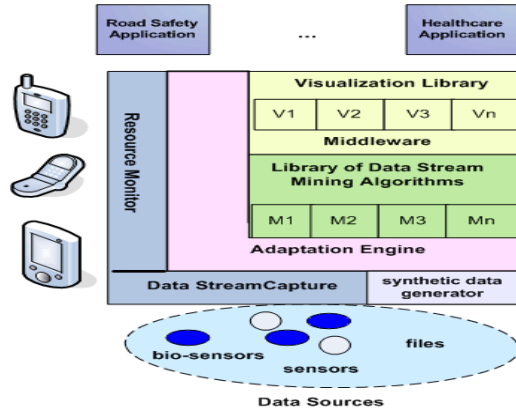 Road Safety
Application
...
Healthcare
Application
Resource Monitor
Visualization Library
V1 V2 V3 Vn
Middleware
Library of Data Stream
Mining Algorithms
M1 M2 M3 Mn
Adaptation Engine
Data StreamCapture
synthetic data
generator
bio-sensors
sensors
files
Data Sources